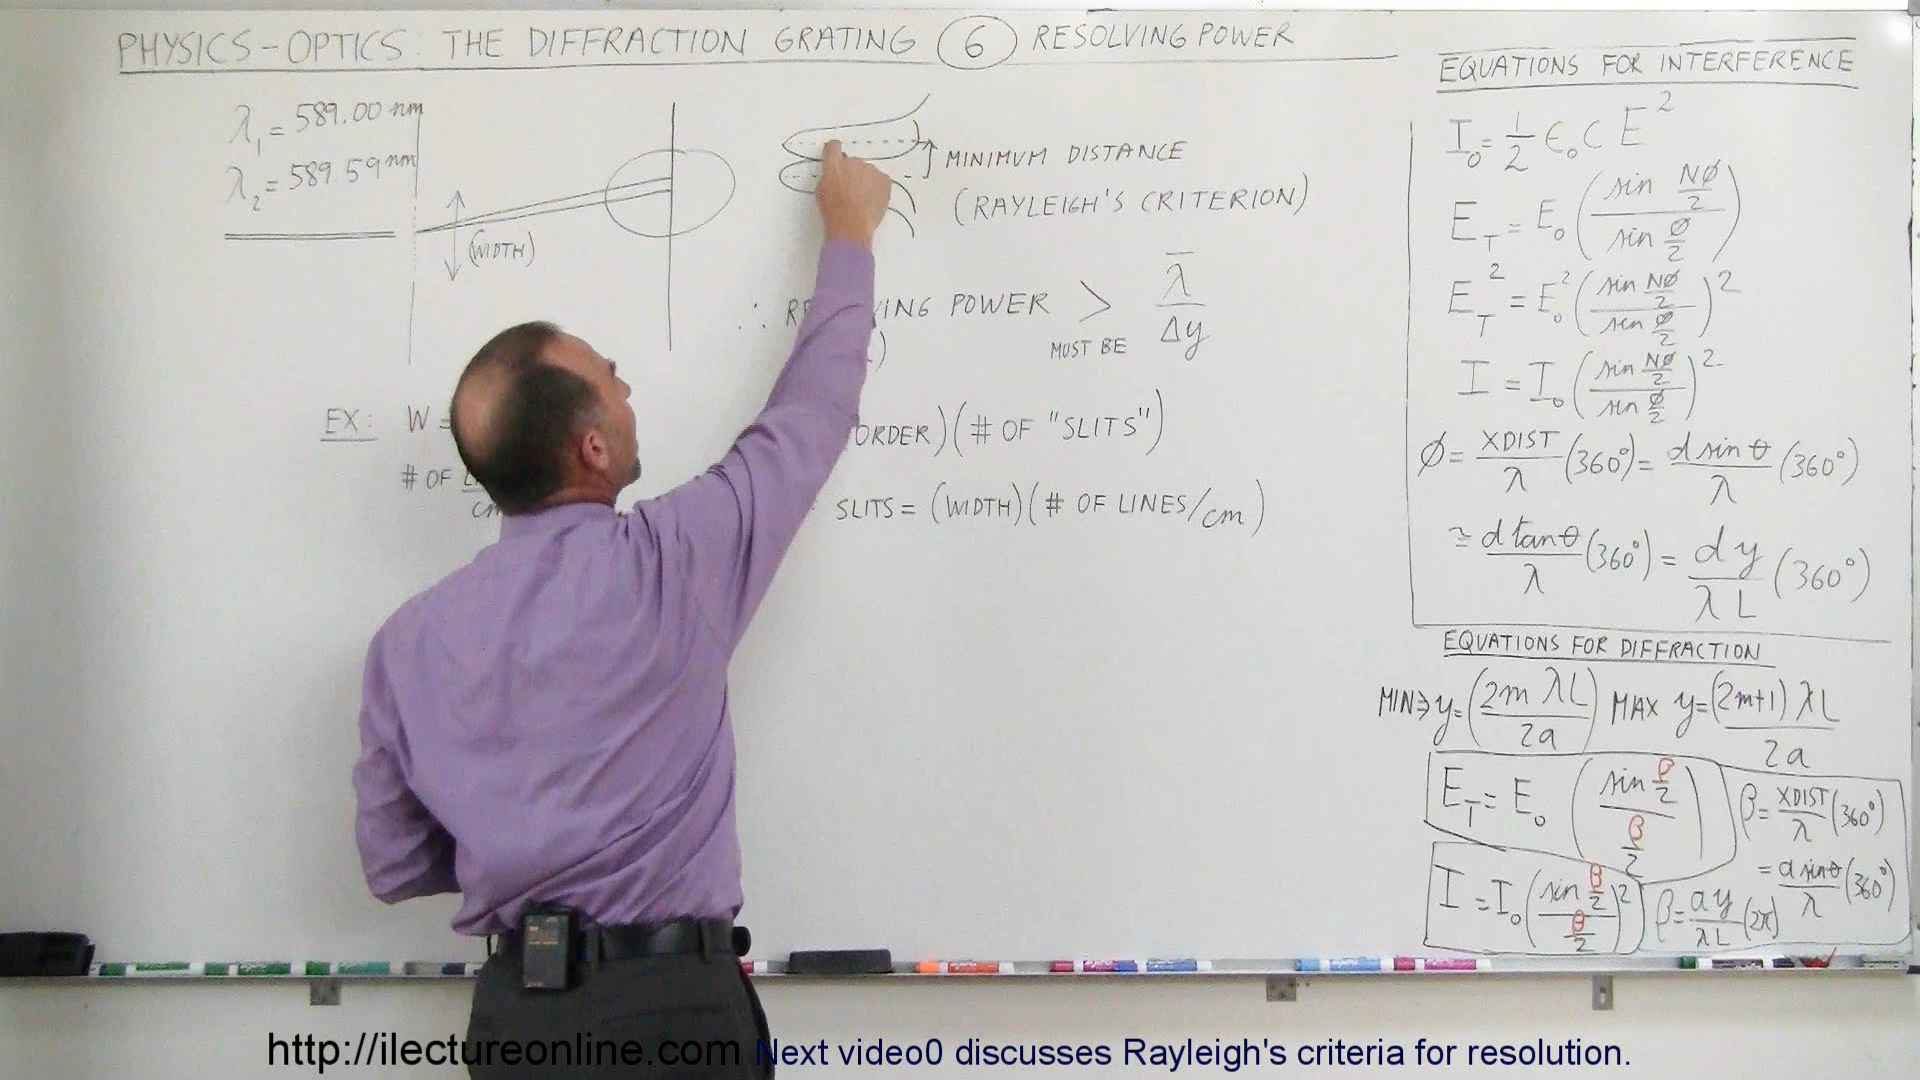 PHYSICS-OPTICS: THE DIFFRACTION GRATING 6 RESOLVING POWER
λ₁ = 589.00 nm
λ₂ = 589.59 nm
(WIDTH)
MINIMUM DISTANCE
(RAYLEIGH'S CRITERION)
∴ RE VING POWER > λ̄/Δy
MUST BE
EX: W =
# OF
ORDER)(# OF "SLITS")
SLITS = (WIDTH)(# OF LINES/cm)
EQUATIONS FOR INTERFERENCE
I₀ = 1/2 ϵ₀ C E²
E_T = E₀ (sin NØ/2 / sin Ø/2)
E_T² = E₀² (sin NØ/2 / sin Ø/2)²
I = I₀ (sin NØ/2 / sin Ø/2)²
Ø = XDIST/λ (360°) = d sin θ/λ (360°)
≅ d tan θ/λ (360°) = d y/λ L (360°)
EQUATIONS FOR DIFFRACTION
MIN ⇒ y = (2m λL/2a) MAX y = (2m+1) λL/2a
E_T = E₀ (sin β/2 / β/2) β = XDIST/λ (360°)
= a sin θ/λ (360°)
I = I₀ (sin β/2 / θ/2)² β = ay/λL (2π)
http://ilectureonline.com Next video0 discusses Rayleigh's criteria for resolution.